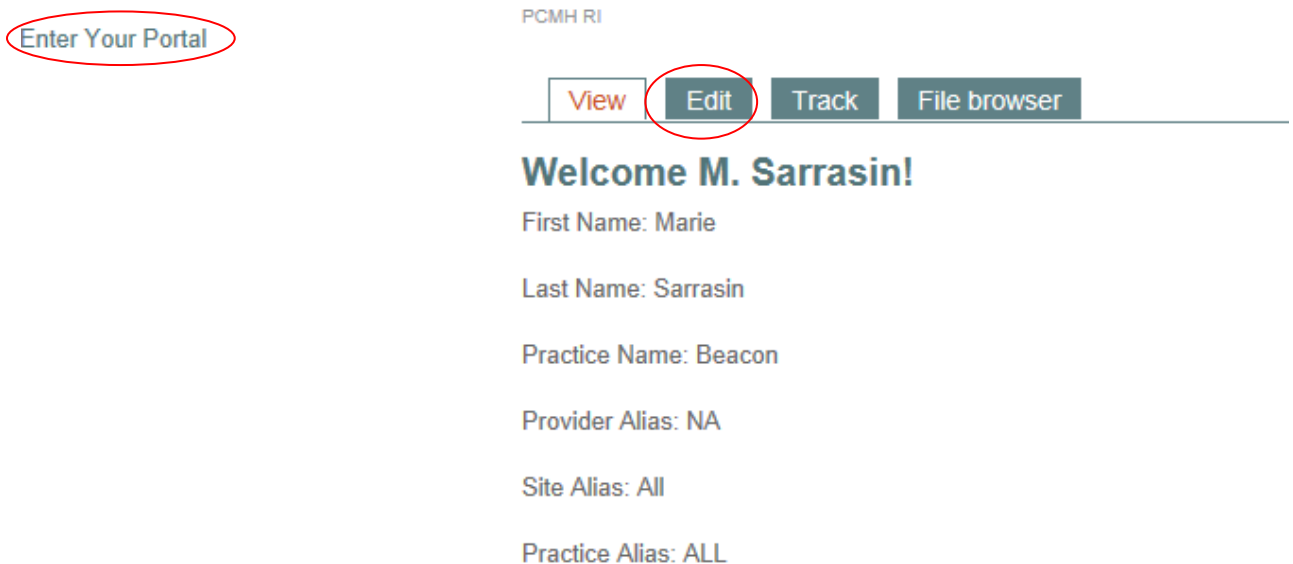 Enter Your Portal
PCMH RI
View Edit Track File browser
Welcome M. Sarrasin!
First Name: Marie
Last Name: Sarrasin
Practice Name: Beacon
Provider Alias: NA
Site Alias: All
Practice Alias: ALL